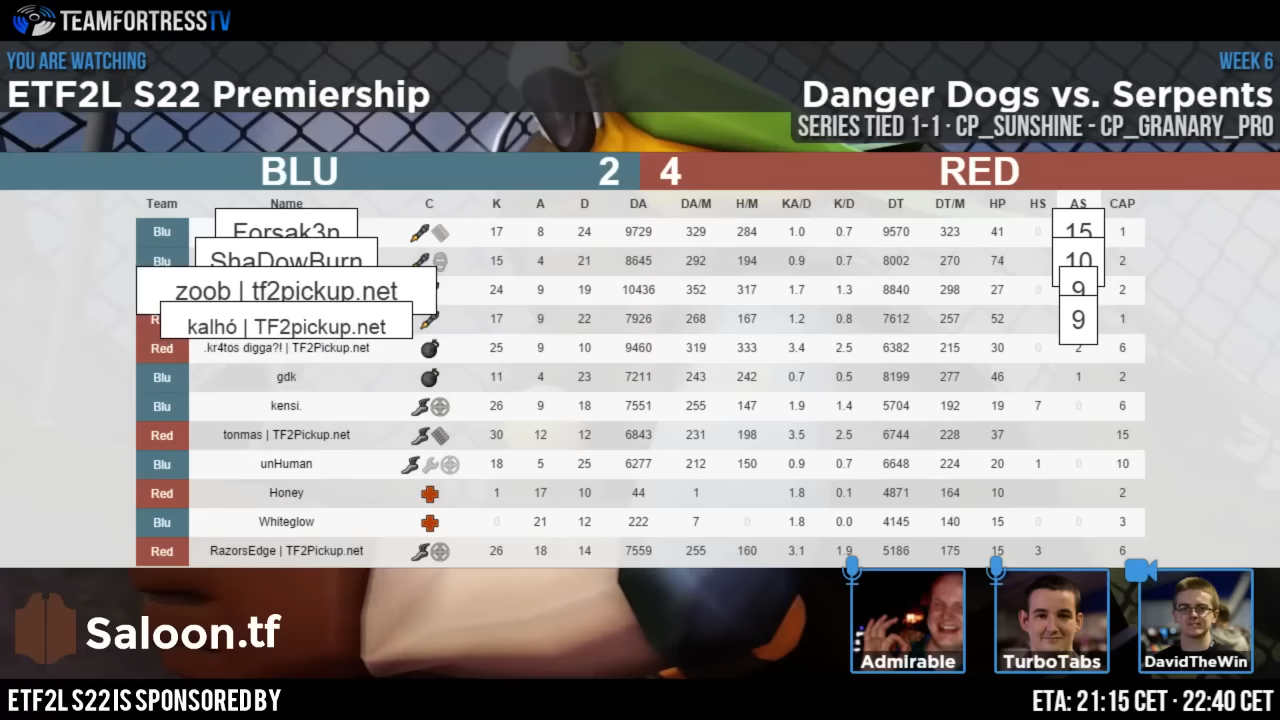 TEAMFORTRESSTV
YOU ARE WATCHING
WEEK 6
ETF2L S22 Premiership
Danger Dogs vs. Serpents
SERIES TIED 1-1 · CP_SUNSHINE - CP_GRANARY_PRO
BLU 2 4 RED
Team Name C K A D DA DA/M H/M KA/D K/D DT DT/M HP HS AS CAP
Blu Forsak3n 17 8 24 9729 329 284 1.0 0.7 9570 323 41 0 15 1
Blu ShaDowBurn 15 4 21 8645 292 194 0.9 0.7 8002 270 74 10 2
zoob | tf2pickup.net 24 9 19 10436 352 317 1.7 1.3 8840 298 27 0 9 2
kalhó | TF2pickup.net 17 9 22 7926 268 167 1.2 0.8 7612 257 52 9 1
Red .kr4tos digga?! | TF2Pickup.net 25 9 10 9460 319 333 3.4 2.5 6382 215 30 0 2 6
Blu gdk 11 4 23 7211 243 242 0.7 0.5 8199 277 46 1 2
Blu kensi. 26 9 18 7551 255 147 1.9 1.4 5704 192 19 7 0 6
Red tonmas | TF2Pickup.net 30 12 12 6843 231 198 3.5 2.5 6744 228 37 15
Blu unHuman 18 5 25 6277 212 150 0.9 0.7 6648 224 20 1 0 10
Red Honey 1 17 10 44 1 1.8 0.1 4871 164 10 2
Blu Whiteglow 0 21 12 222 7 0 1.8 0.0 4145 140 15 0 0 3
Red RazorsEdge | TF2Pickup.net 26 18 14 7559 255 160 3.1 1.9 5186 175 15 3 6
Saloon.tf
Admirable TurboTabs DavidTheWin
ETF2L S22 IS SPONSORED BY
ETA: 21:15 CET · 22:40 CET